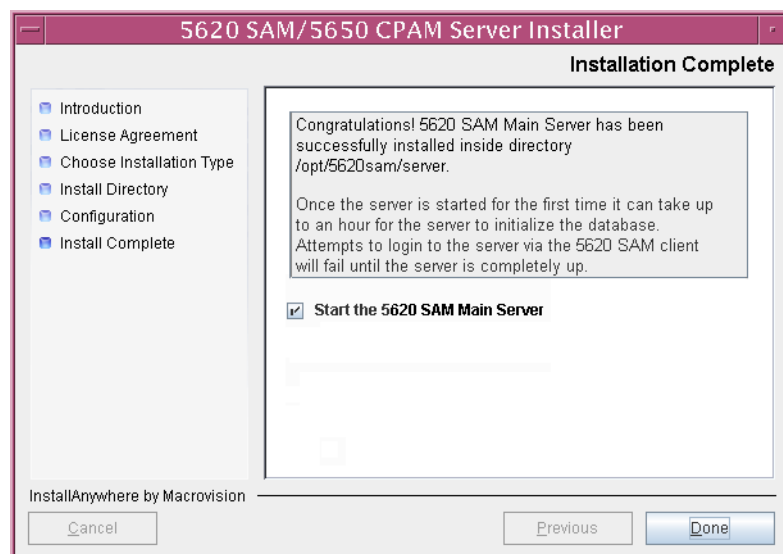 5620 SAM/5650 CPAM Server Installer
Installation Complete
Introduction
License Agreement
Choose Installation Type
Install Directory
Configuration
Install Complete
Congratulations! 5620 SAM Main Server has been
successfully installed inside directory
/opt/5620sam/server.
Once the server is started for the first time it can take up
to an hour for the server to initialize the database.
Attempts to login to the server via the 5620 SAM client
will fail until the server is completely up.
Start the 5620 SAM Main Server
InstallAnywhere by Macrovision
Cancel
Previous
Done